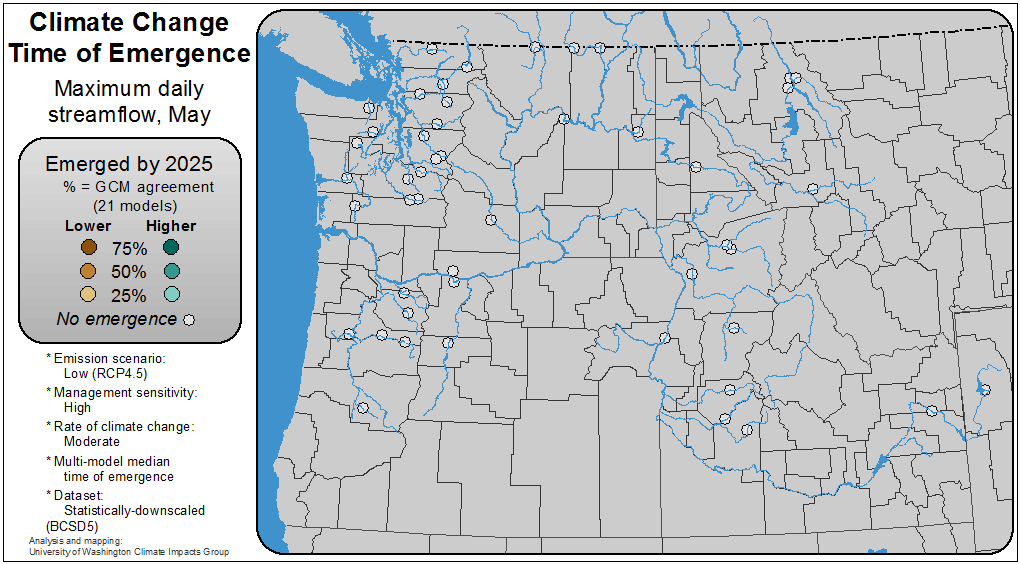 Climate Change
Time of Emergence
Maximum daily
streamflow, May
Emerged by 2025
% = GCM agreement
(21 models)
Lower Higher
75%
50%
25%
No emergence
* Emission scenario:
Low (RCP4.5)
* Management sensitivity:
High
* Rate of climate change:
Moderate
* Multi-model median
time of emergence
* Dataset:
Statistically-downscaled
(BCSD5)
Analysis and mapping:
University of Washington Climate Impacts Group